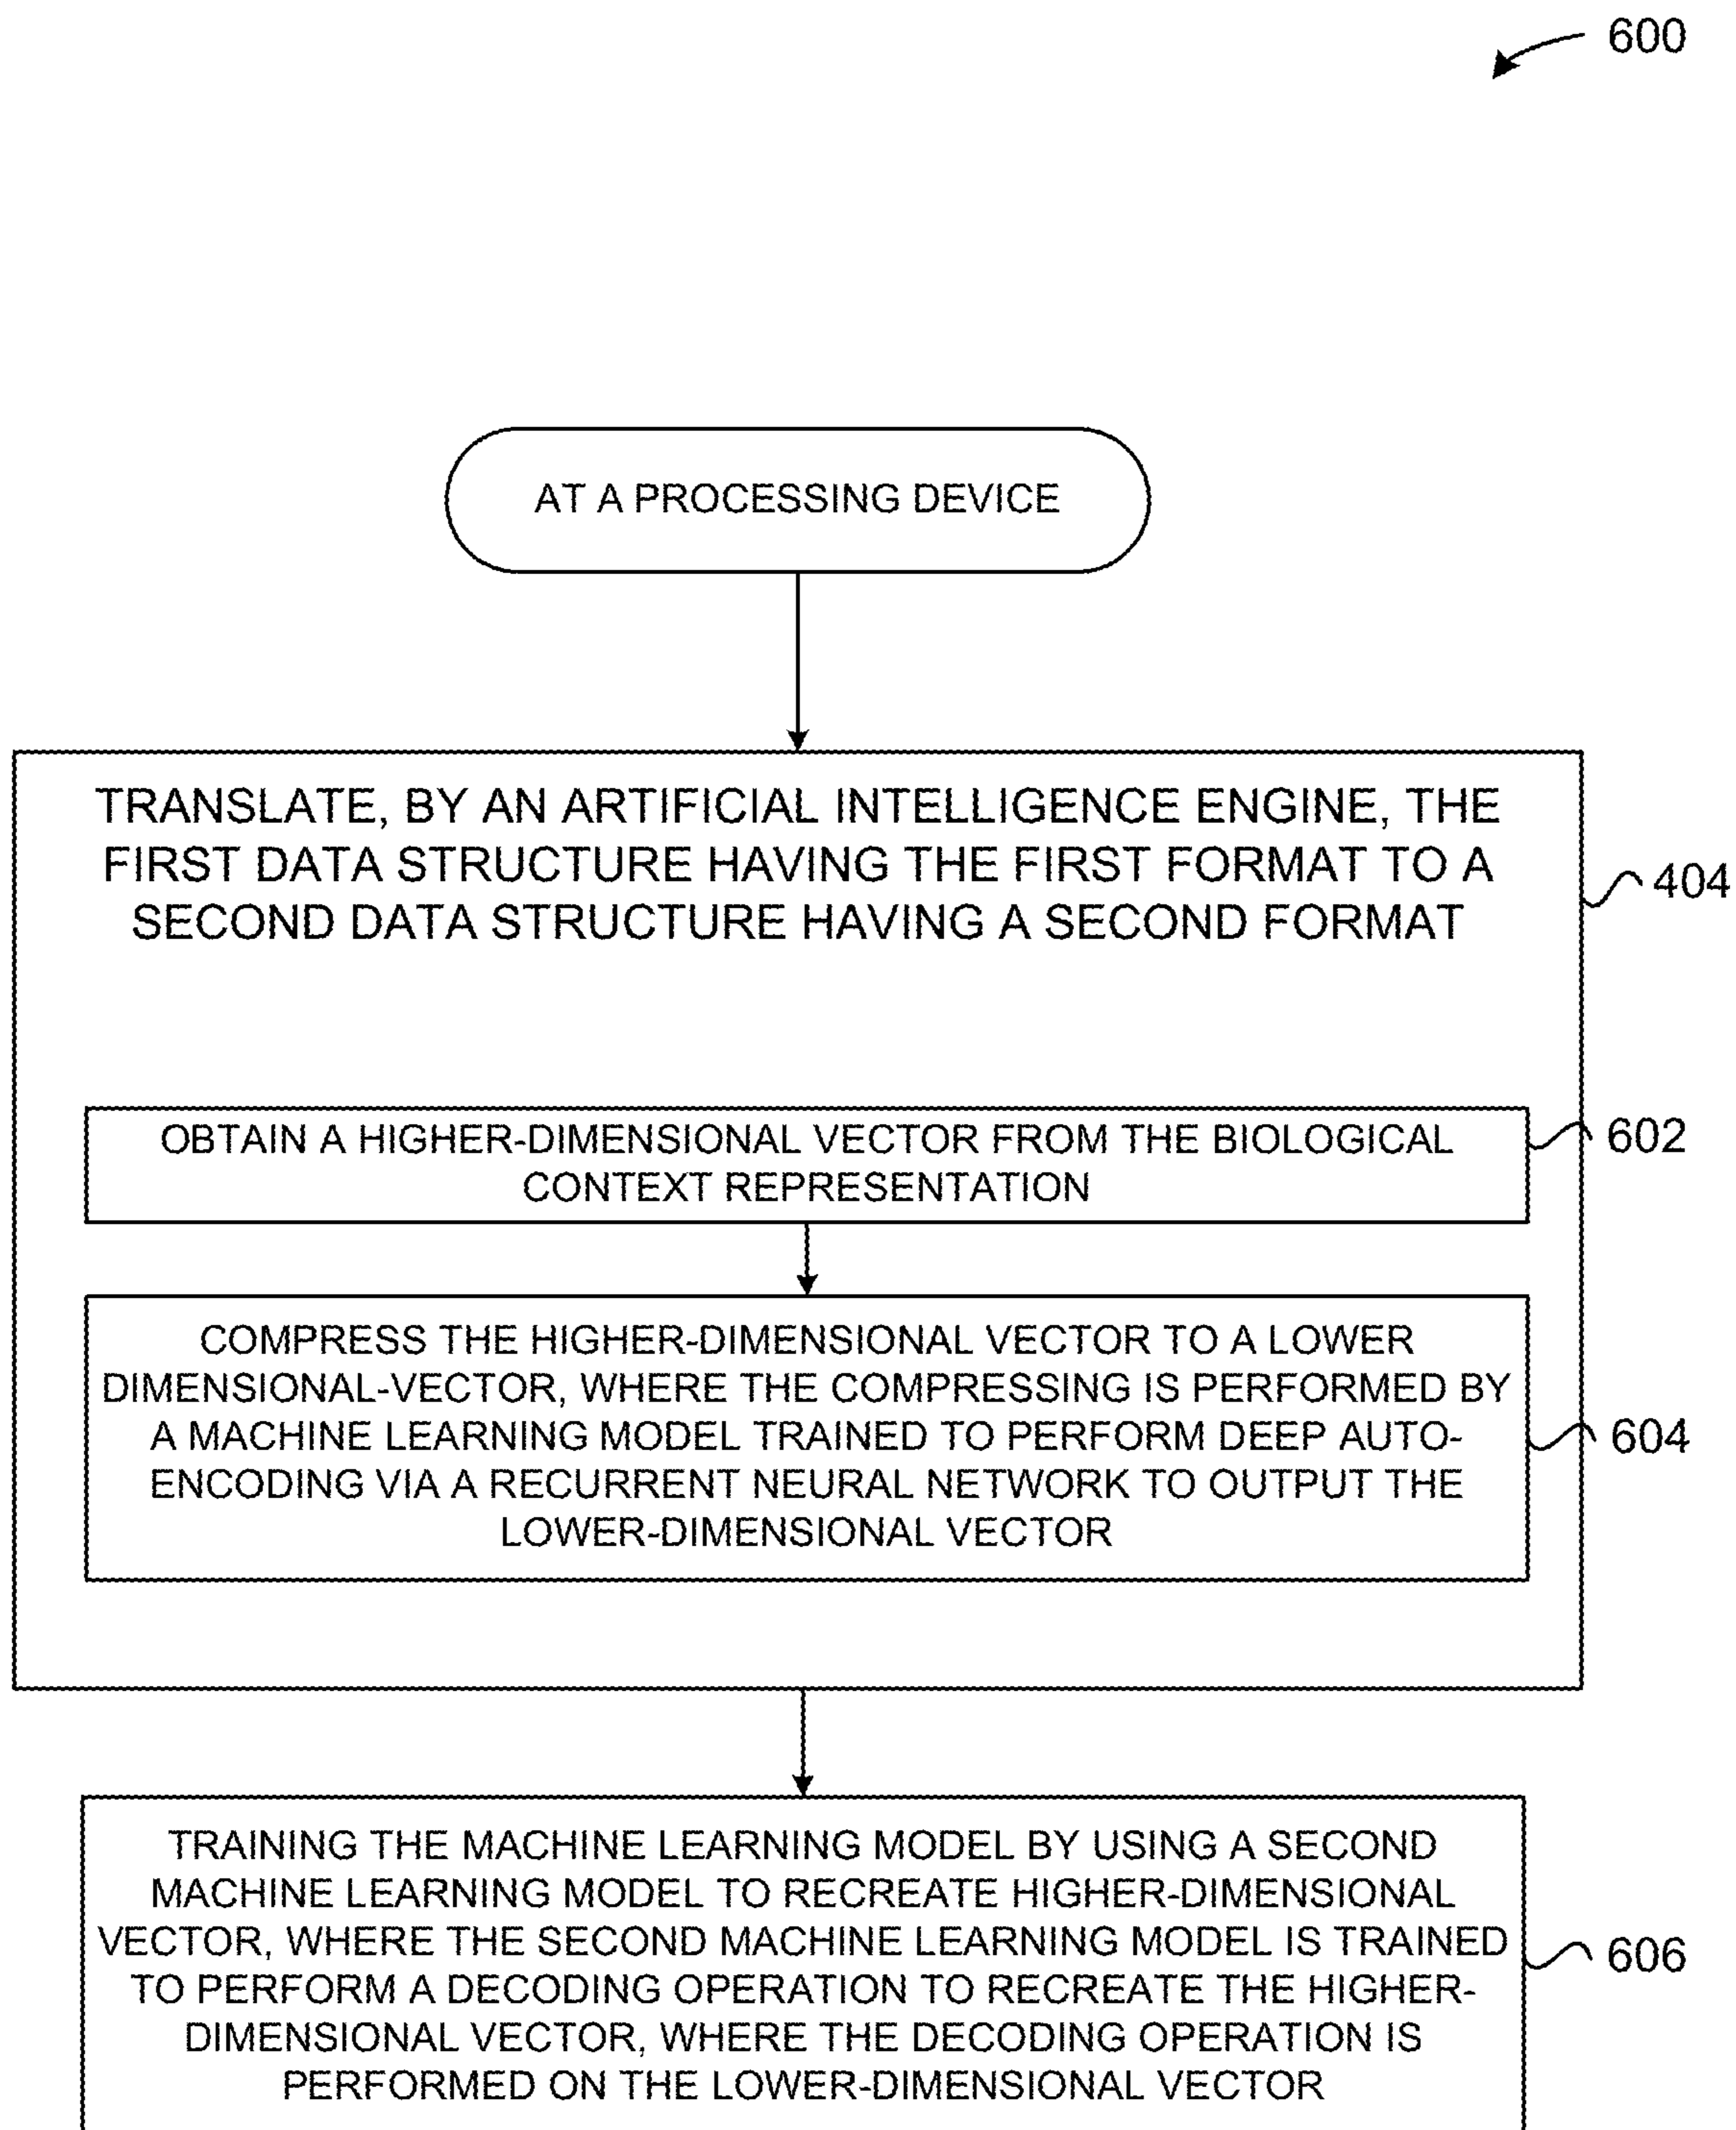 600
AT A PROCESSING DEVICE
TRANSLATE, BY AN ARTIFICIAL INTELLIGENCE ENGINE, THE
FIRST DATA STRUCTURE HAVING THE FIRST FORMAT TO A
SECOND DATA STRUCTURE HAVING A SECOND FORMAT
404
OBTAIN A HIGHER-DIMENSIONAL VECTOR FROM THE BIOLOGICAL
CONTEXT REPRESENTATION
602
COMPRESS THE HIGHER-DIMENSIONAL VECTOR TO A LOWER
DIMENSIONAL-VECTOR, WHERE THE COMPRESSING IS PERFORMED BY
A MACHINE LEARNING MODEL TRAINED TO PERFORM DEEP AUTO-
ENCODING VIA A RECURRENT NEURAL NETWORK TO OUTPUT THE
LOWER-DIMENSIONAL VECTOR
604
TRAINING THE MACHINE LEARNING MODEL BY USING A SECOND
MACHINE LEARNING MODEL TO RECREATE HIGHER-DIMENSIONAL
VECTOR, WHERE THE SECOND MACHINE LEARNING MODEL IS TRAINED
TO PERFORM A DECODING OPERATION TO RECREATE THE HIGHER-
DIMENSIONAL VECTOR, WHERE THE DECODING OPERATION IS
PERFORMED ON THE LOWER-DIMENSIONAL VECTOR
606